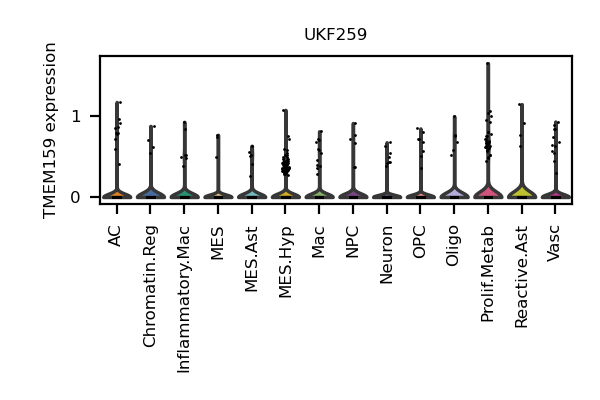 UKF259
TMEM159 expression
1
0
AC
Chromatin.Reg
Inflammatory.Mac
MES
MES.Ast
MES.Hyp
Mac
NPC
Neuron
OPC
Oligo
Prolif.Metab
Reactive.Ast
Vasc